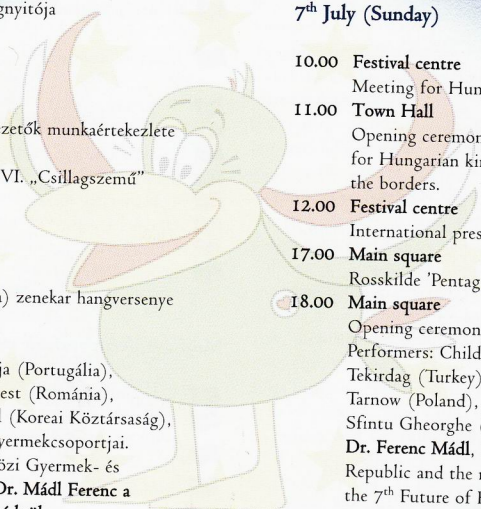 gnyitója
zetők munkaértekezlete
VI. „Csillagszemű”
a) zenekar hangversenye
ja (Portugália),
est (Románia),
l (Koreai Köztársaság),
yermekcsoportjai.
özi Gyermek- és
Dr. Mádl Ferenc a
7th July (Sunday)
10.00 Festival centre
Meeting for Hun
11.00 Town Hall
Opening ceremon
for Hungarian ki
the borders.
12.00 Festival centre
International pres
17.00 Main square
Rosskilde 'Pentag
18.00 Main square
Opening ceremon
Performers: Child
Tekirdag (Turkey)
Tarnow (Poland),
Sfintu Gheorghe (
Dr. Ferenc Mádl,
Republic and the r
the 7th Future of